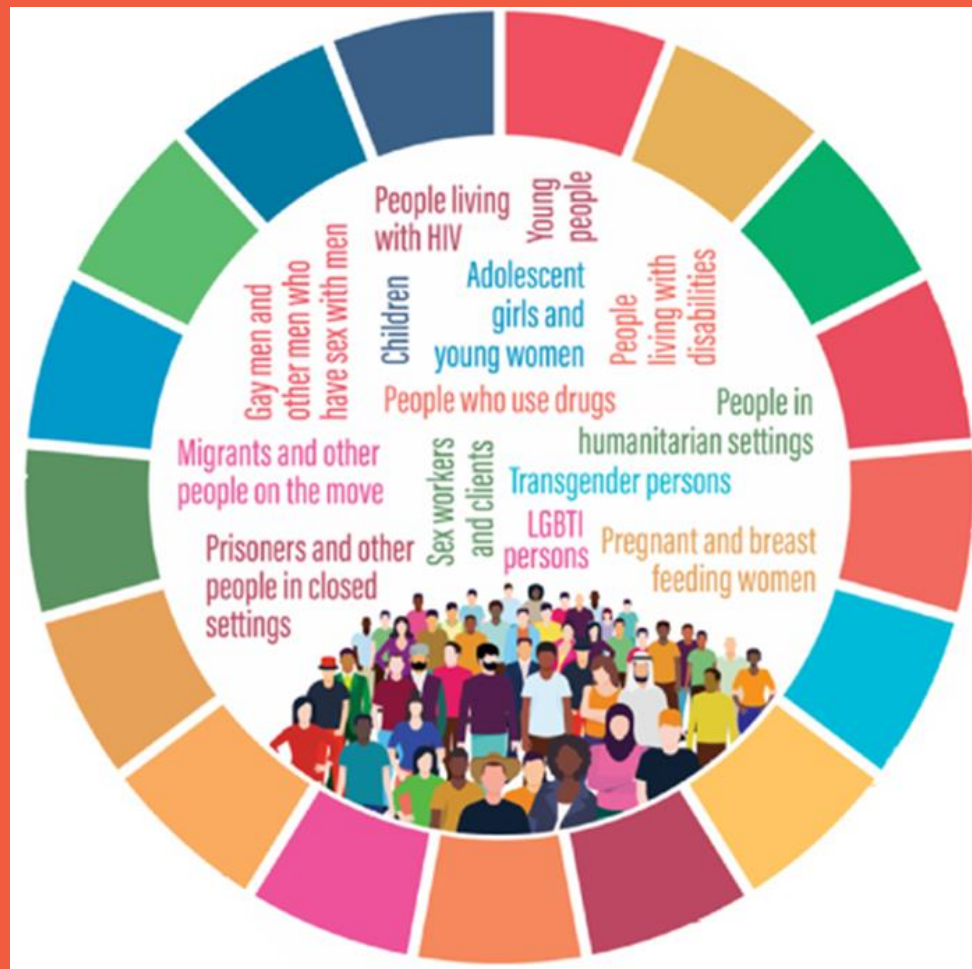 People living
with HIV
Young
people
Gay men and
other men who
have sex with men
Children
Adolescent
girls and
young women
People
living with
disabilities
People who use drugs
People in
humanitarian settings
Migrants and other
people on the move
Sex workers
and clients
Transgender persons
LGBTI
persons
Pregnant and breast
feeding women
Prisoners and other
people in closed
settings